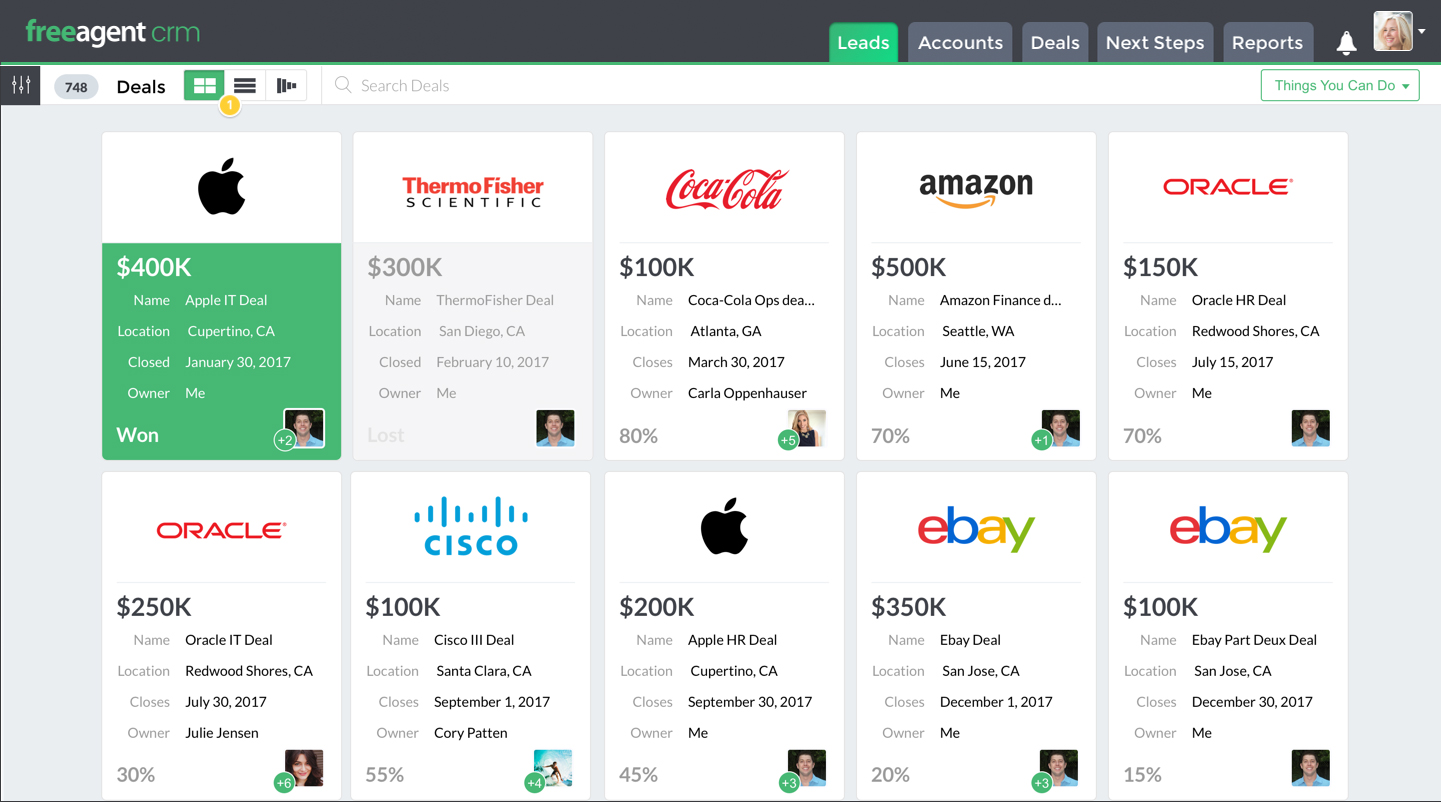 freeagent crm
Leads
Accounts
Deals
Next Steps
Reports
748
Deals
1
Search Deals
Things You Can Do
ThermoFisher
SCIENTIFIC
Coca-Cola
amazon
ORACLE
$400K
Name Apple IT Deal
Location Cupertino, CA
Closed January 30, 2017
Owner Me
Won
+2
$300K
Name ThermoFisher Deal
Location San Diego, CA
Closed February 10, 2017
Owner Me
Lost
$100K
Name Coca-Cola Ops dea...
Location Atlanta, GA
Closes March 30, 2017
Owner Carla Oppenhauser
80%
+5
$500K
Name Amazon Finance d...
Location Seattle, WA
Closes June 15, 2017
Owner Me
70%
+1
$150K
Name Oracle HR Deal
Location Redwood Shores, CA
Closes July 15, 2017
Owner Me
70%
ORACLE
$250K
Name Oracle IT Deal
Location Redwood Shores, CA
Closes July 30, 2017
Owner Julie Jensen
30%
+6
CISCO
$100K
Name Cisco III Deal
Location Santa Clara, CA
Closes September 1, 2017
Owner Cory Patten
55%
+4
$200K
Name Apple HR Deal
Location Cupertino, CA
Closes September 30, 2017
Owner Me
45%
+3
ebay
$350K
Name Ebay Deal
Location San Jose, CA
Closes December 1, 2017
Owner Me
20%
+3
ebay
$100K
Name Ebay Part Deux Deal
Location San Jose, CA
Closes December 30, 2017
Owner Me
15%